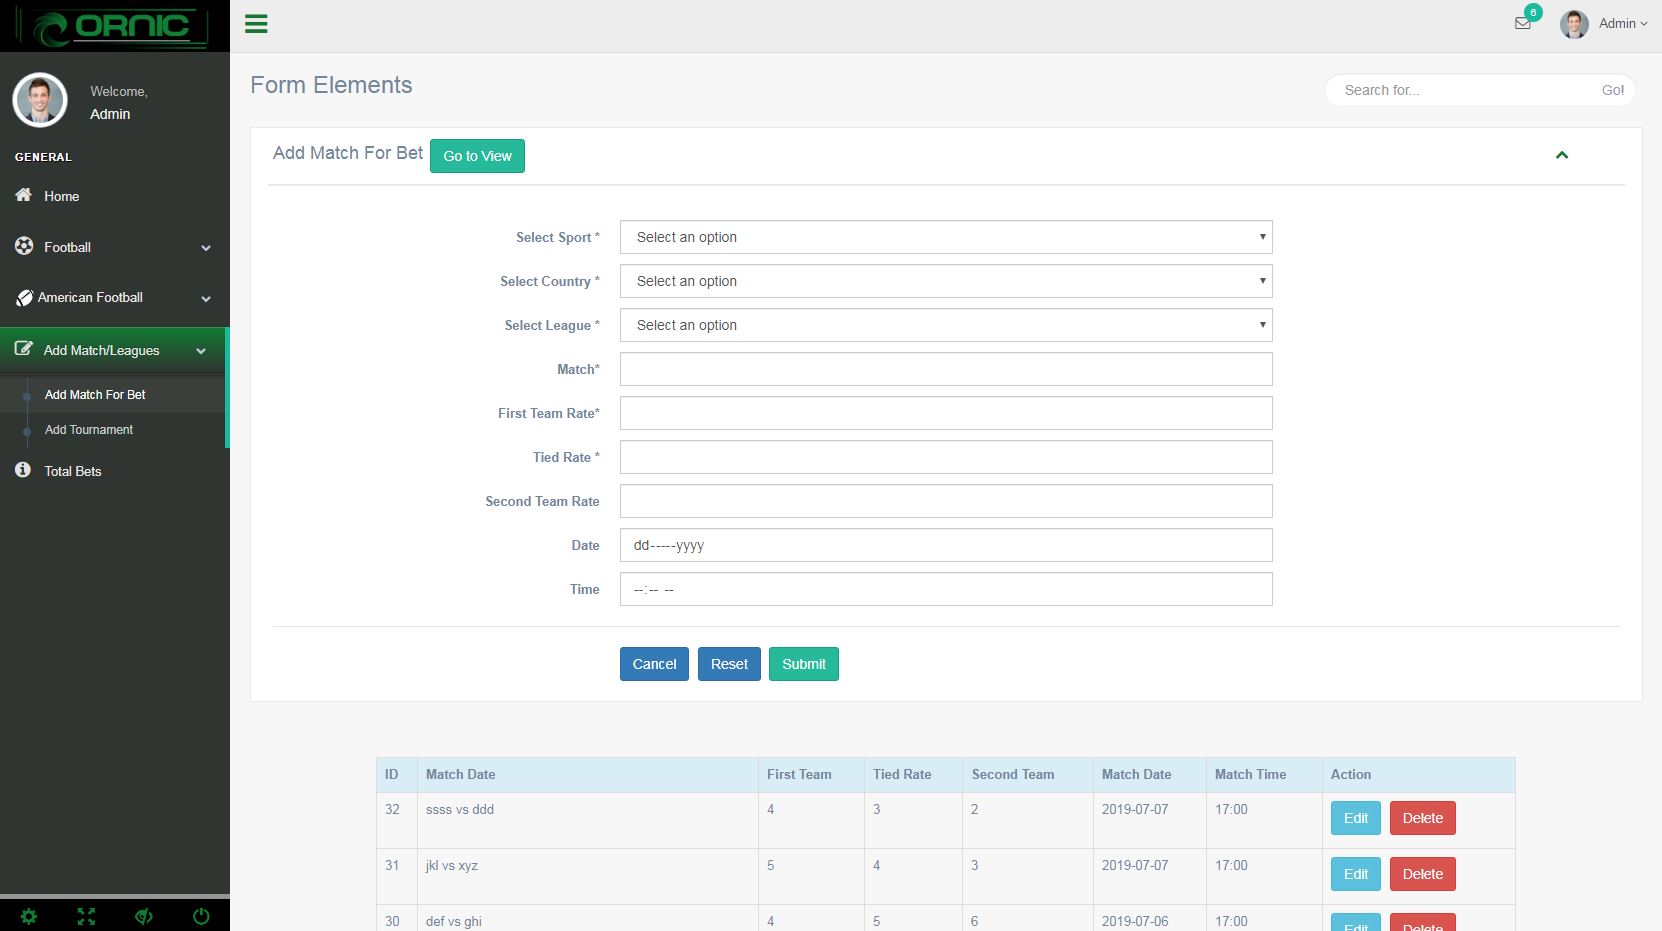 ORNIC
6
Admin
Welcome,
Admin
GENERAL
Home
Football
American Football
Add Match/Leagues
Add Match For Bet
Add Tournament
Total Bets
Form Elements
Search for...
Go!
Add Match For Bet
Go to View
Select Sport *
Select an option
Select Country *
Select an option
Select League *
Select an option
Match*
First Team Rate*
Tied Rate *
Second Team Rate
Date
dd-----yyyy
Time
--:-- --
Cancel
Reset
Submit
ID Match Date First Team Tied Rate Second Team Match Date Match Time Action
32 ssss vs ddd 4 3 2 2019-07-07 17:00 Edit Delete
31 jkl vs xyz 5 4 3 2019-07-07 17:00 Edit Delete
30 def vs ghi 4 5 6 2019-07-06 17:00 Edit Delete